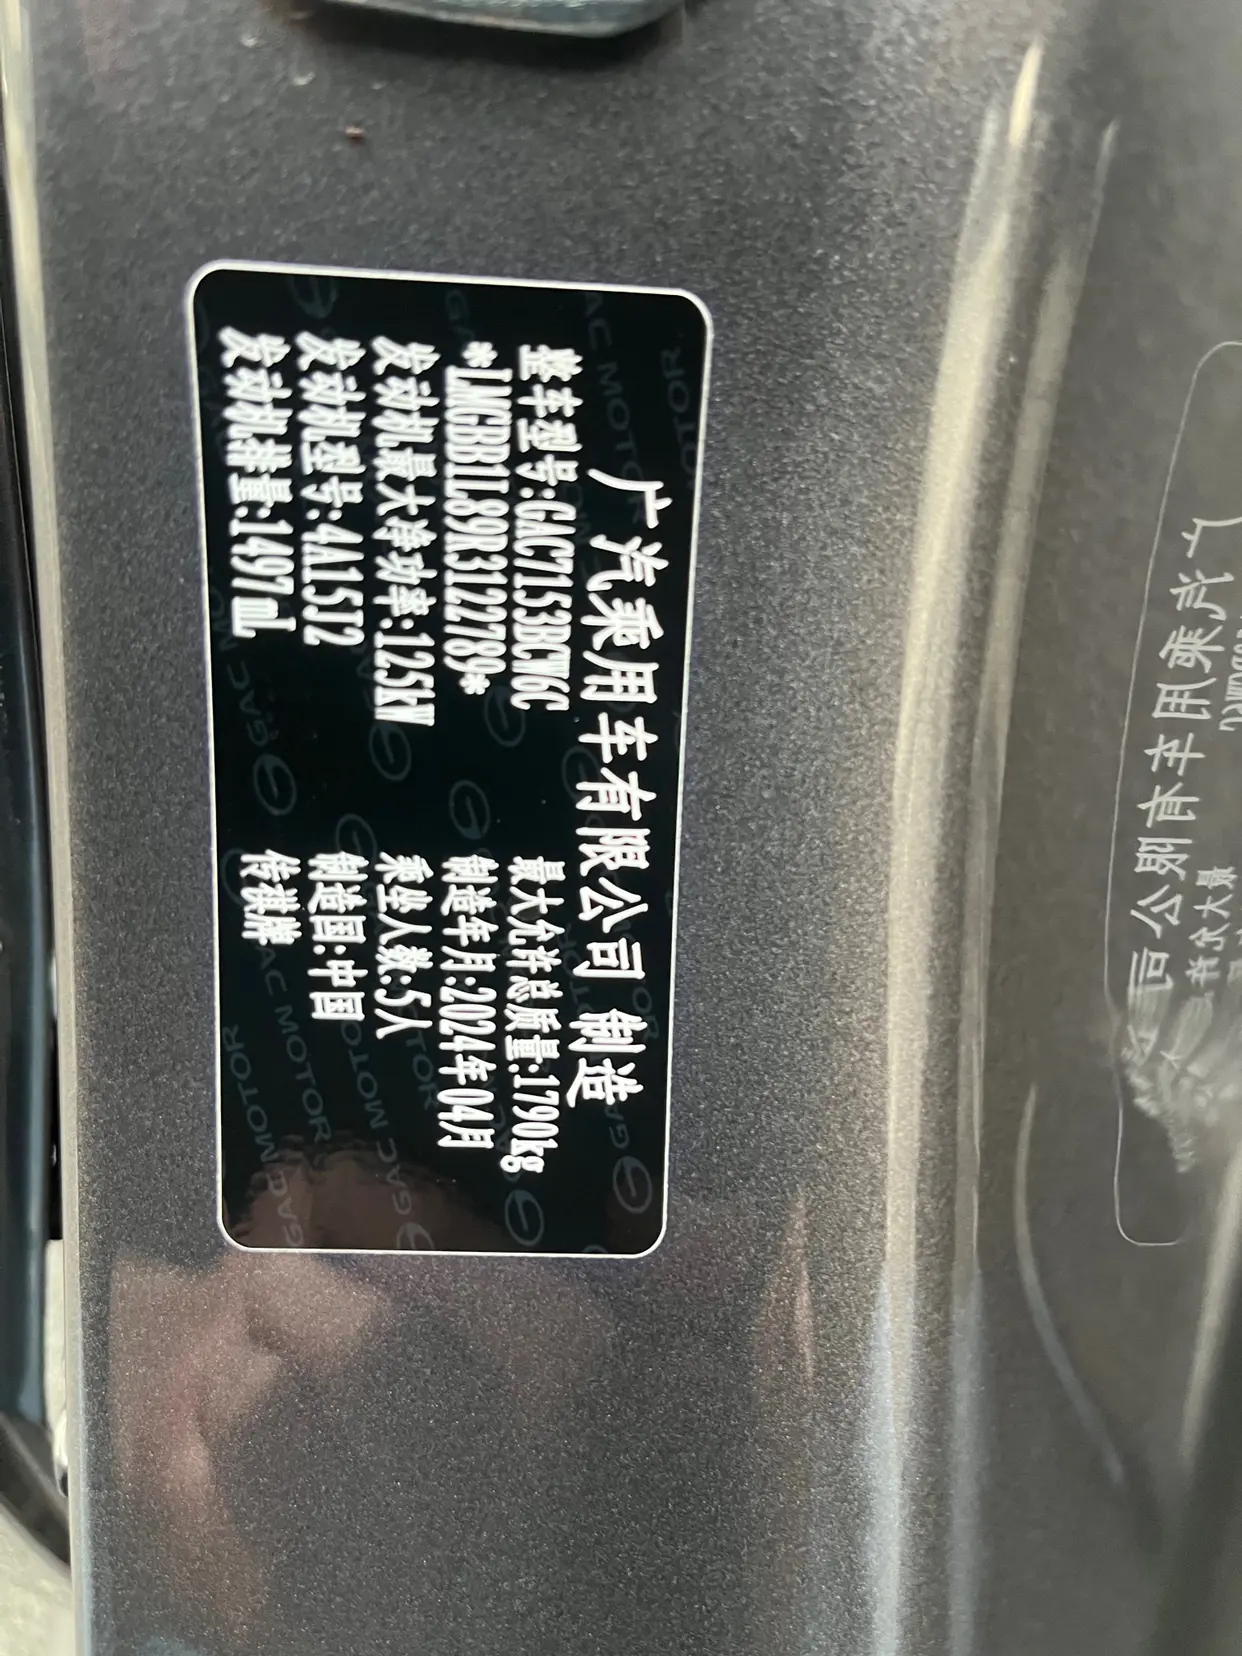 广汽乘用车有限公司 制造
整车型号:GAC7153BCW6C 最大允许总质量:1790kg
*LMGBB1L89R3122789* 制造年月:2024年04月
发动机最大净功率:125kW 乘坐人数:5人
发动机型号:4A15J2 制造国:中国
发动机排量:1497mL 传祺牌
GAC MOTOR